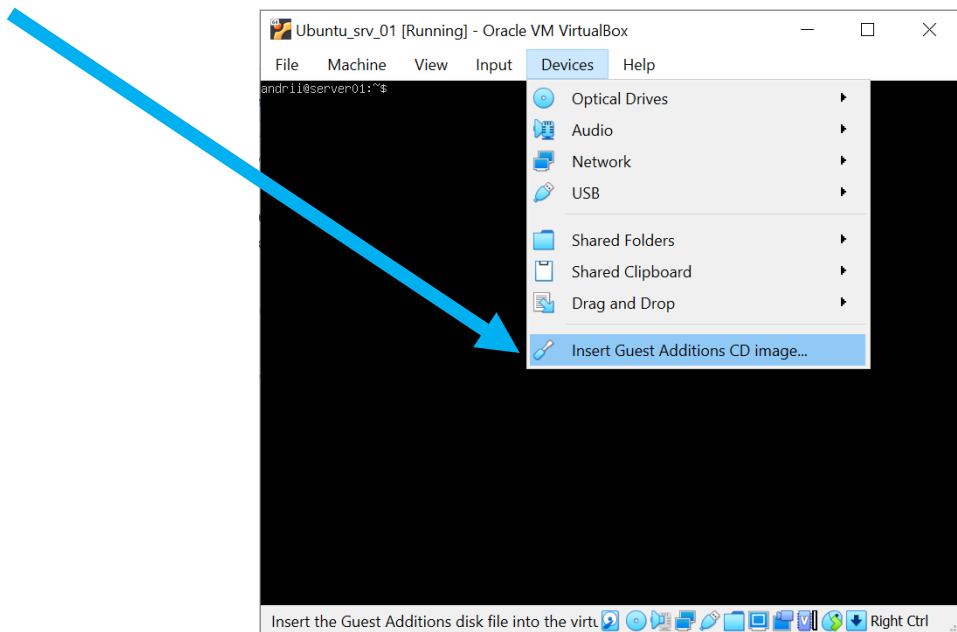 Ubuntu_srv_01 [Running] - Oracle VM VirtualBox
File Machine View Input Devices Help
andrii@server01:~$
Optical Drives
Audio
Network
USB
Shared Folders
Shared Clipboard
Drag and Drop
Insert Guest Additions CD image...
Insert the Guest Additions disk file into the virtu
Right Ctrl